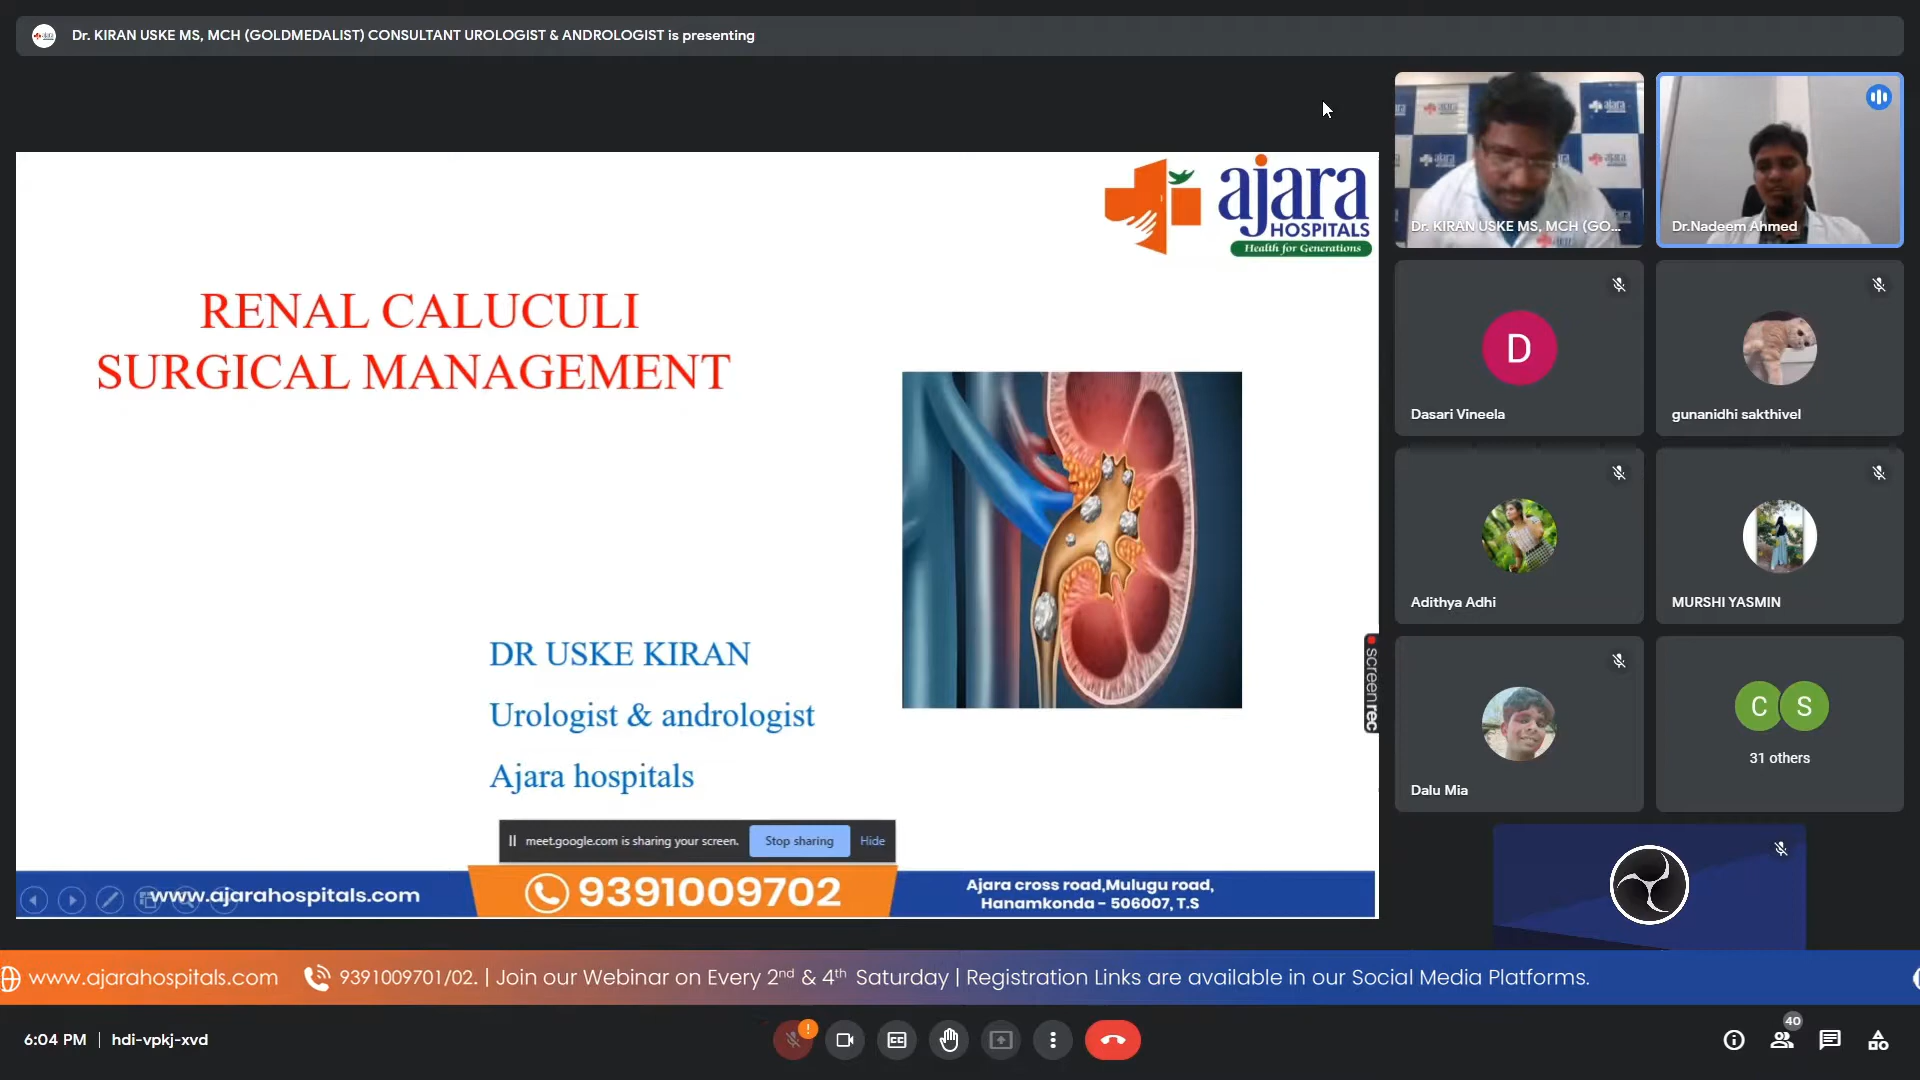 Dr. KIRAN USKE MS, MCH (GOLDMEDALIST) CONSULTANT UROLOGIST & ANDROLOGIST is presenting
ajara
HOSPITALS
Health for Generations
RENAL CALUCULI
SURGICAL MANAGEMENT
DR USKE KIRAN
Urologist & andrologist
Ajara hospitals
meet.google.com is sharing your screen.
Stop sharing
Hide
www.ajarahospitals.com
9391009702
Ajara cross road,Mulugu road,
Hanamkonda - 506007, T.S
screenrec
Dr. KIRAN USKE MS, MCH (GO...
Dr.Nadeem Ahmed
D
Dasari Vineela
gunanidhi sakthivel
Adithya Adhi
MURSHI YASMIN
Dalu Mia
C S
31 others
www.ajarahospitals.com 9391009701/02. | Join our Webinar on Every 2nd & 4th Saturday | Registration Links are available in our Social Media Platforms.
6:04 PM | hdi-vpkj-xvd
40